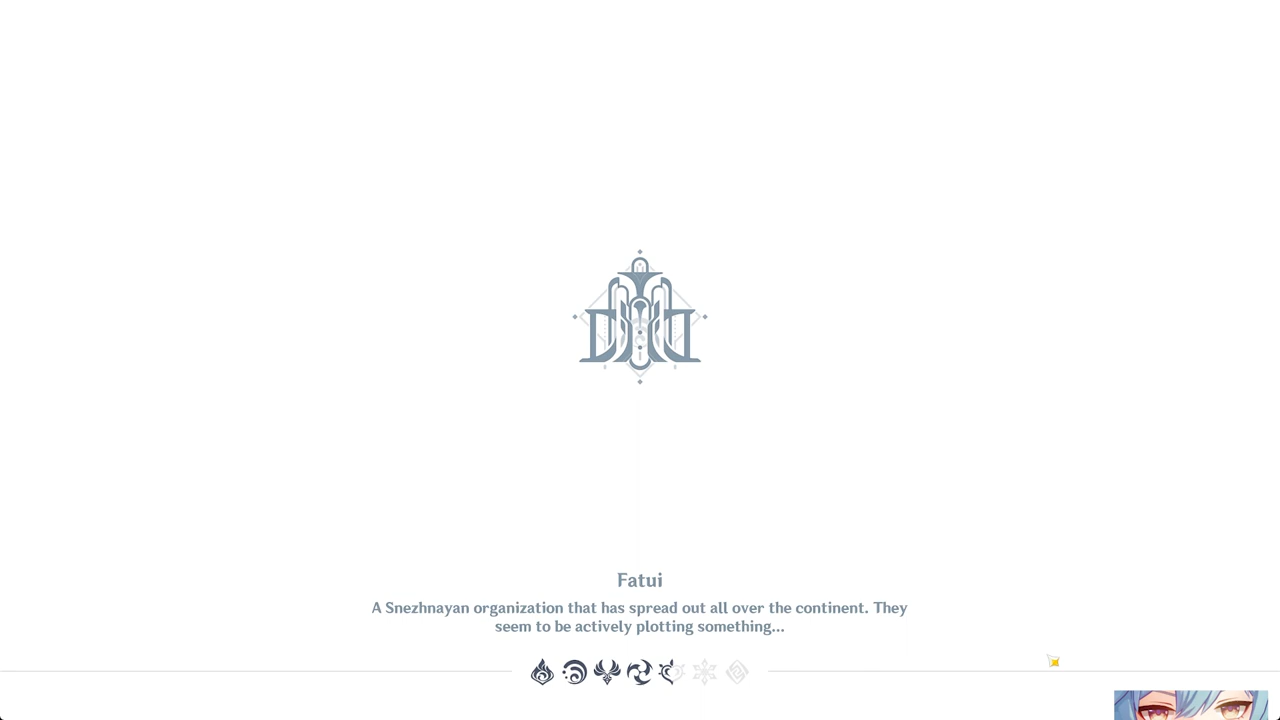 Fatui
A Snezhnayan organization that has spread out all over the continent. They
seem to be actively plotting something...